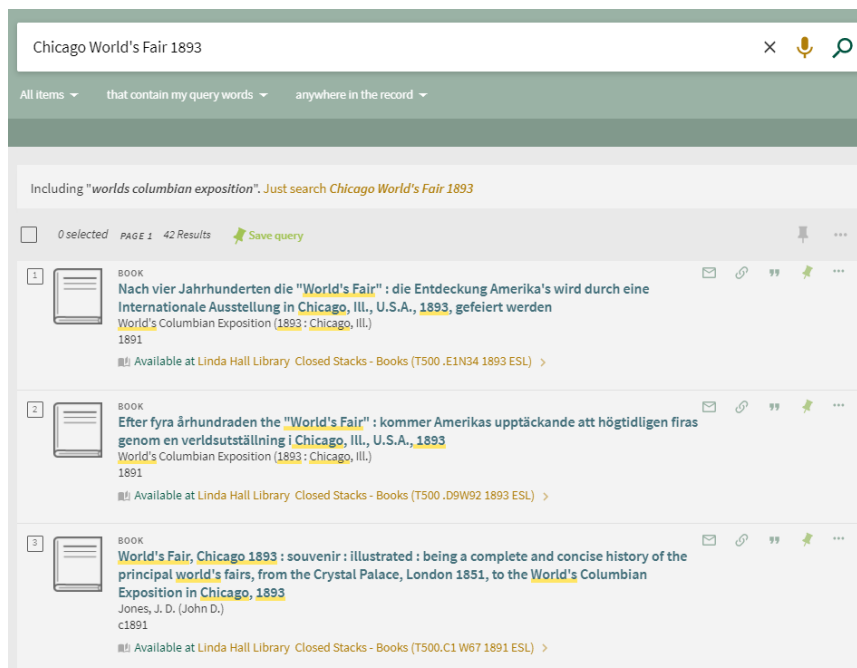 Chicago World's Fair 1893
All items that contain my query words anywhere in the record
Including "worlds columbian exposition". Just search Chicago World's Fair 1893
0 selected PAGE 1 42 Results Save query
1
BOOK
Nach vier Jahrhunderten die "World's Fair" : die Entdeckung Amerika's wird durch eine
Internationale Ausstellung in Chicago, Ill., U.S.A., 1893, gefeiert werden
World's Columbian Exposition (1893 : Chicago, Ill.)
1891
Available at Linda Hall Library Closed Stacks - Books (T500 .E1N34 1893 ESL)
2
BOOK
Efter fyra århundraden the "World's Fair" : kommer Amerikas upptäckande att högtidligen firas
genom en verldsutställning i Chicago, Ill., U.S.A., 1893
World's Columbian Exposition (1893 : Chicago, Ill.)
1891
Available at Linda Hall Library Closed Stacks - Books (T500 .D9W92 1893 ESL)
3
BOOK
World's Fair, Chicago 1893 : souvenir : illustrated : being a complete and concise history of the
principal world's fairs, from the Crystal Palace, London 1851, to the World's Columbian
Exposition in Chicago, 1893
Jones, J. D. (John D.)
c1891
Available at Linda Hall Library Closed Stacks - Books (T500.C1 W67 1891 ESL)